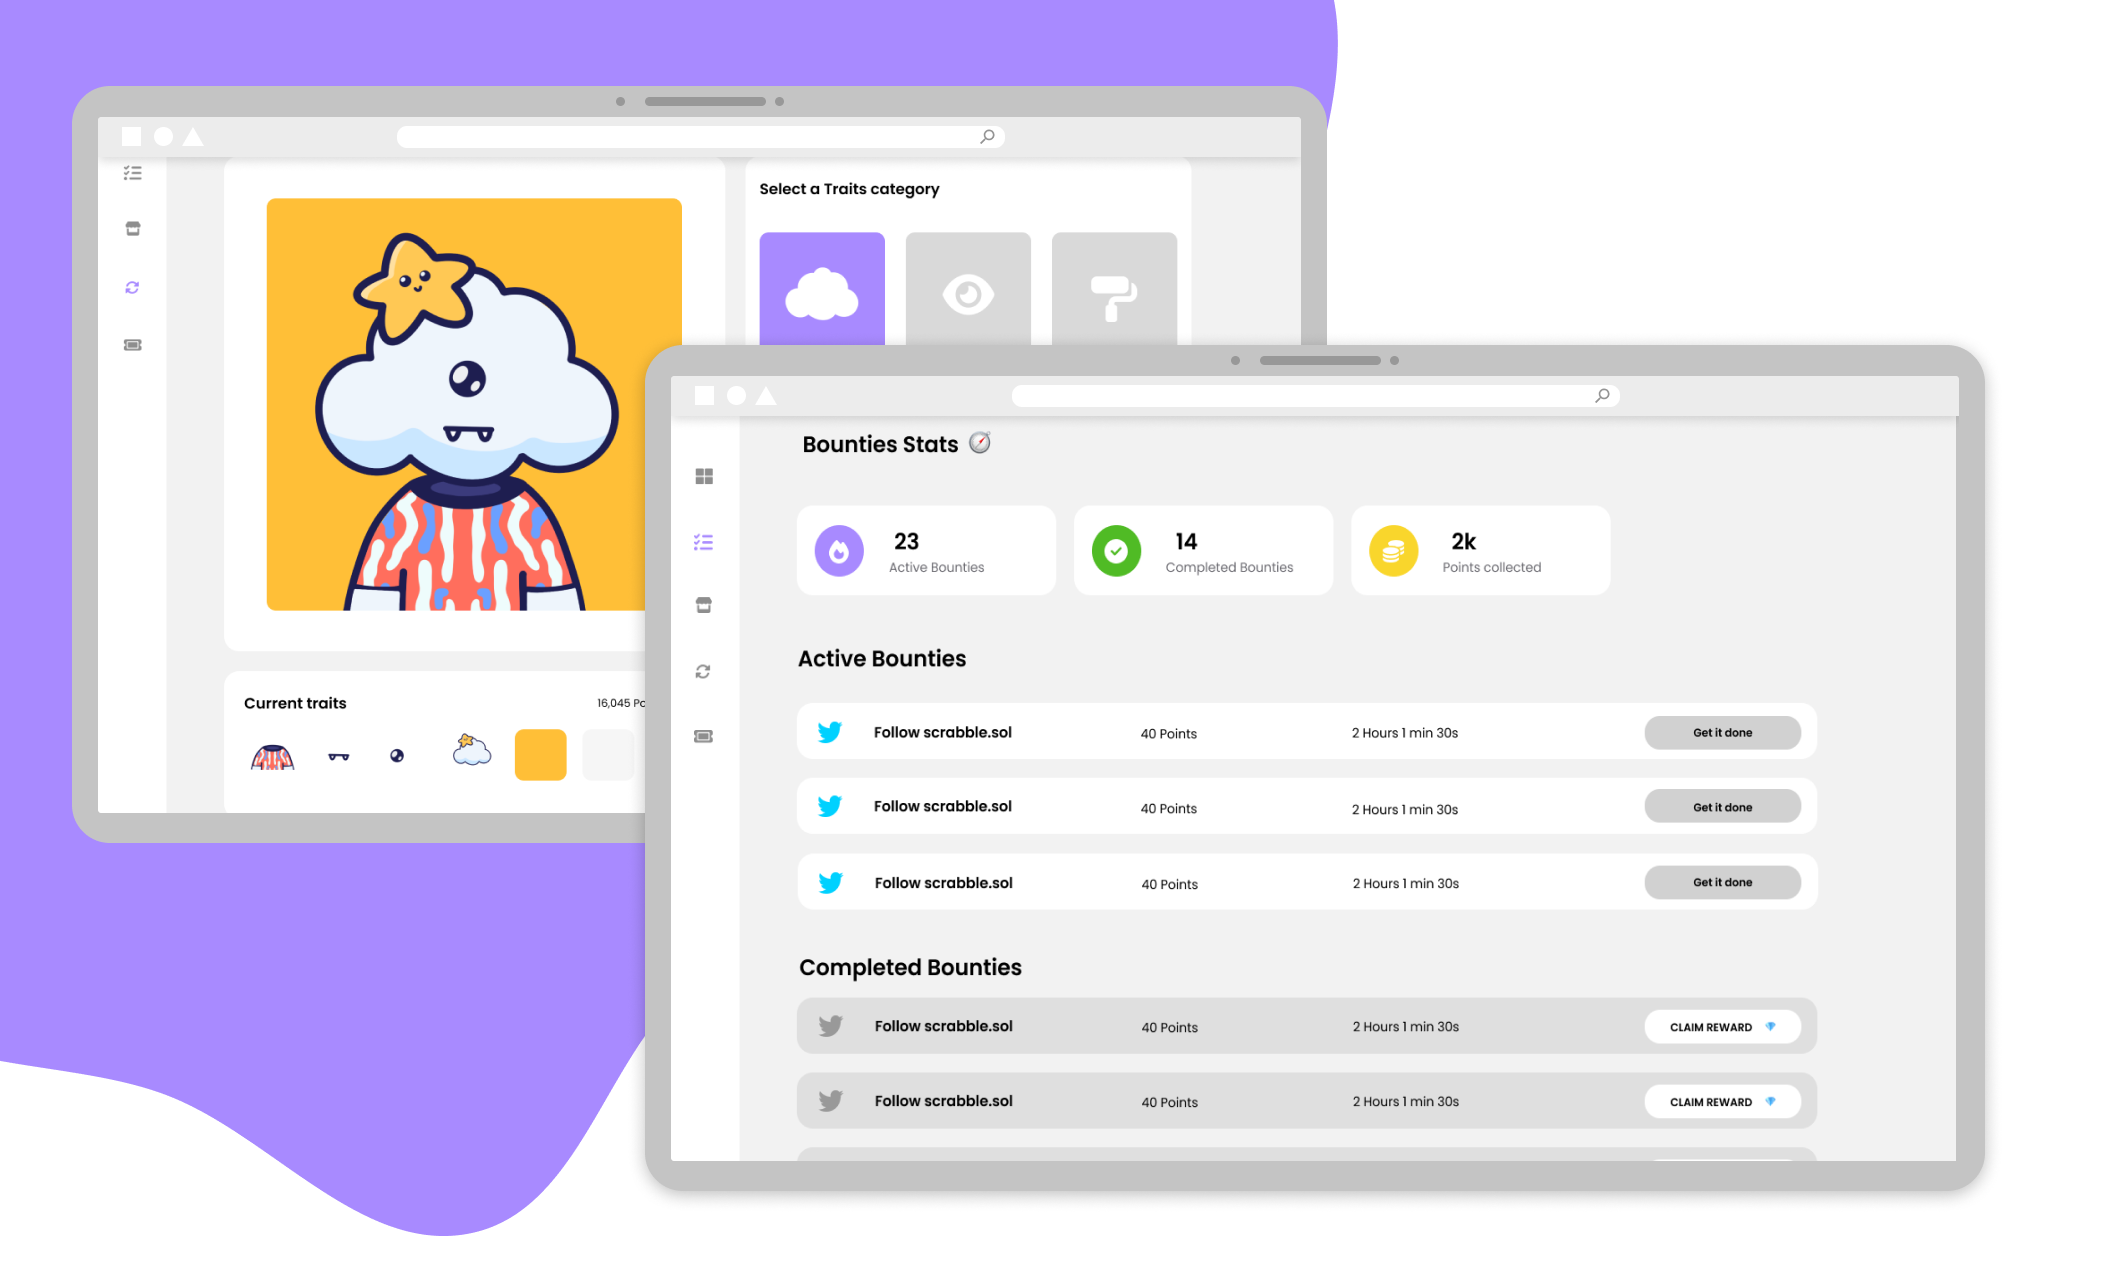 Select a Traits category
Current traits
16,045 Po
Bounties Stats
23
Active Bounties
14
Completed Bounties
2k
Points collected
Active Bounties
Follow scrabble.sol 40 Points 2 Hours 1 min 30s Get it done
Follow scrabble.sol 40 Points 2 Hours 1 min 30s Get it done
Follow scrabble.sol 40 Points 2 Hours 1 min 30s Get it done
Completed Bounties
Follow scrabble.sol 40 Points 2 Hours 1 min 30s CLAIM REWARD
Follow scrabble.sol 40 Points 2 Hours 1 min 30s CLAIM REWARD